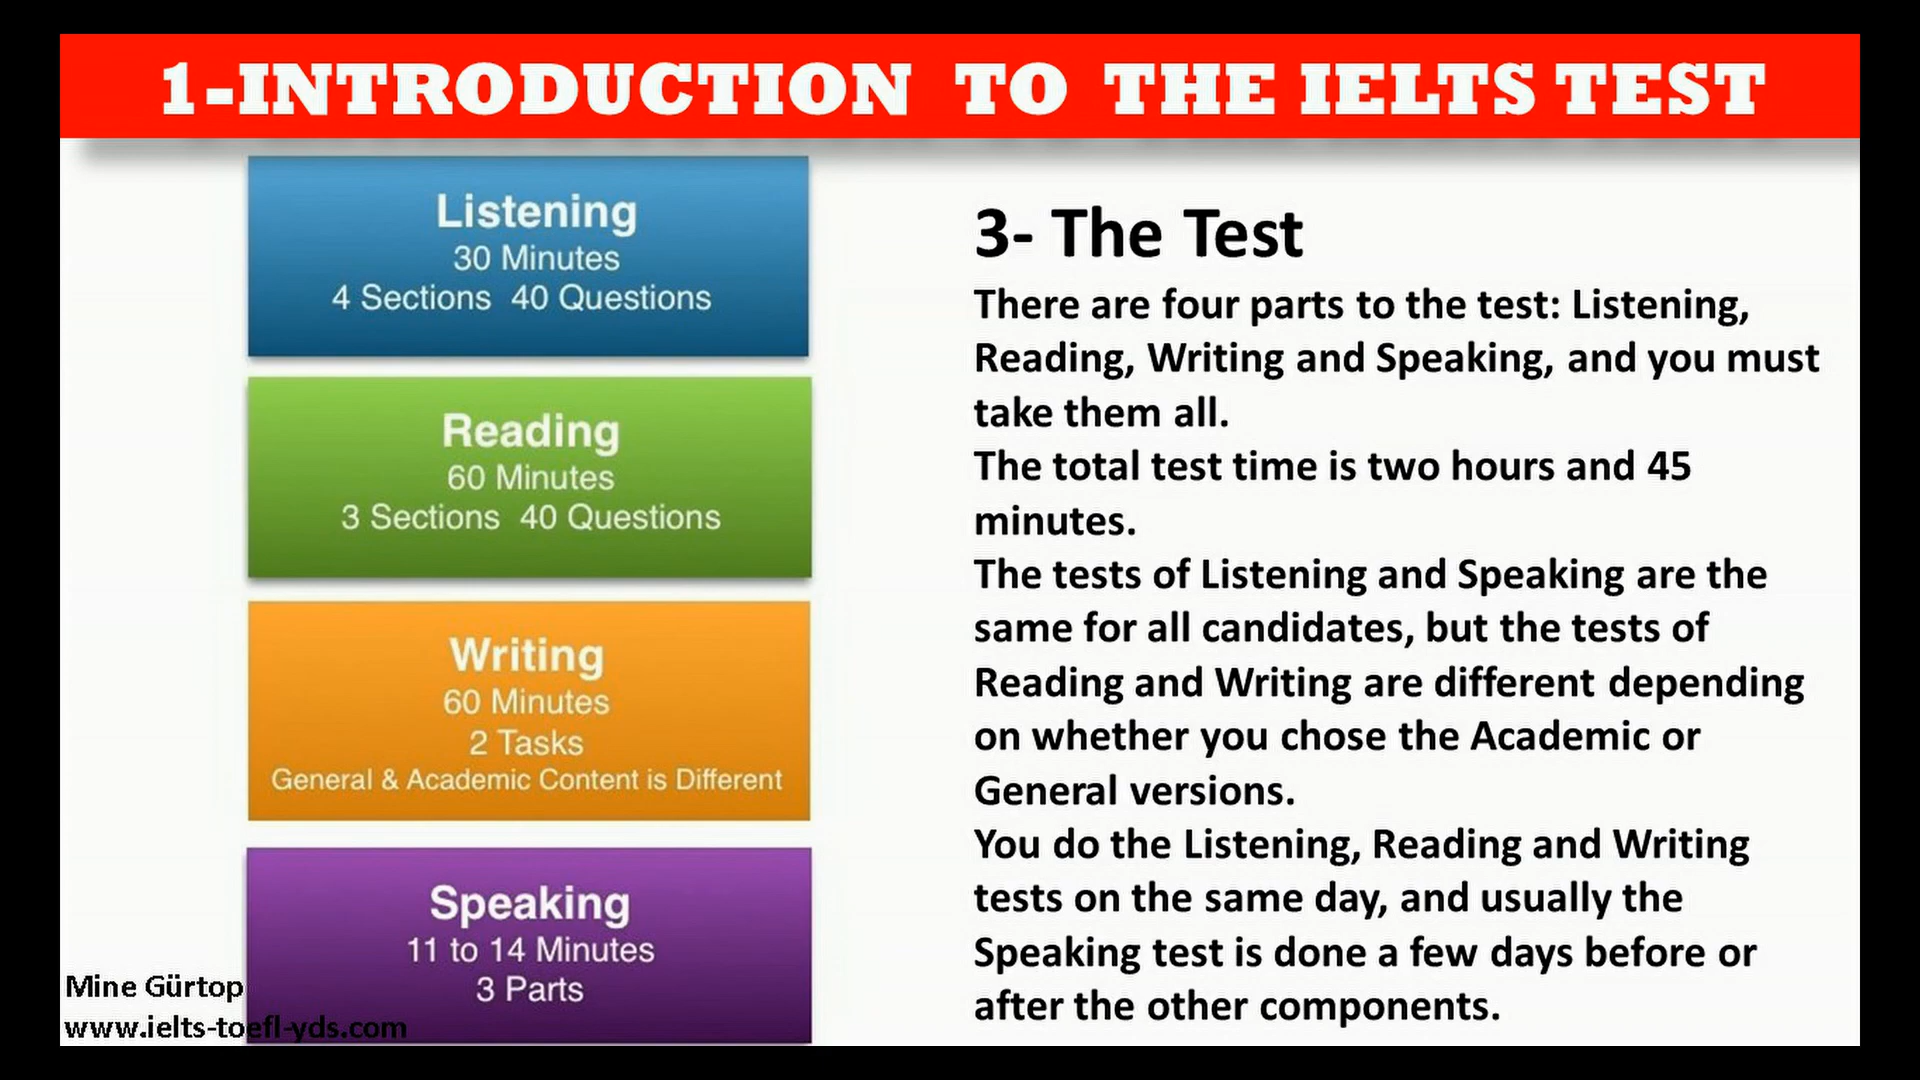 1-INTRODUCTION TO THE IELTS TEST
Listening
30 Minutes
4 Sections 40 Questions
Reading
60 Minutes
3 Sections 40 Questions
Writing
60 Minutes
2 Tasks
General & Academic Content is Different
Speaking
11 to 14 Minutes
3 Parts
Mine Gürtop
www.ielts-toefl-yds.com
3- The Test
There are four parts to the test: Listening,
Reading, Writing and Speaking, and you must
take them all.
The total test time is two hours and 45
minutes.
The tests of Listening and Speaking are the
same for all candidates, but the tests of
Reading and Writing are different depending
on whether you chose the Academic or
General versions.
You do the Listening, Reading and Writing
tests on the same day, and usually the
Speaking test is done a few days before or
after the other components.